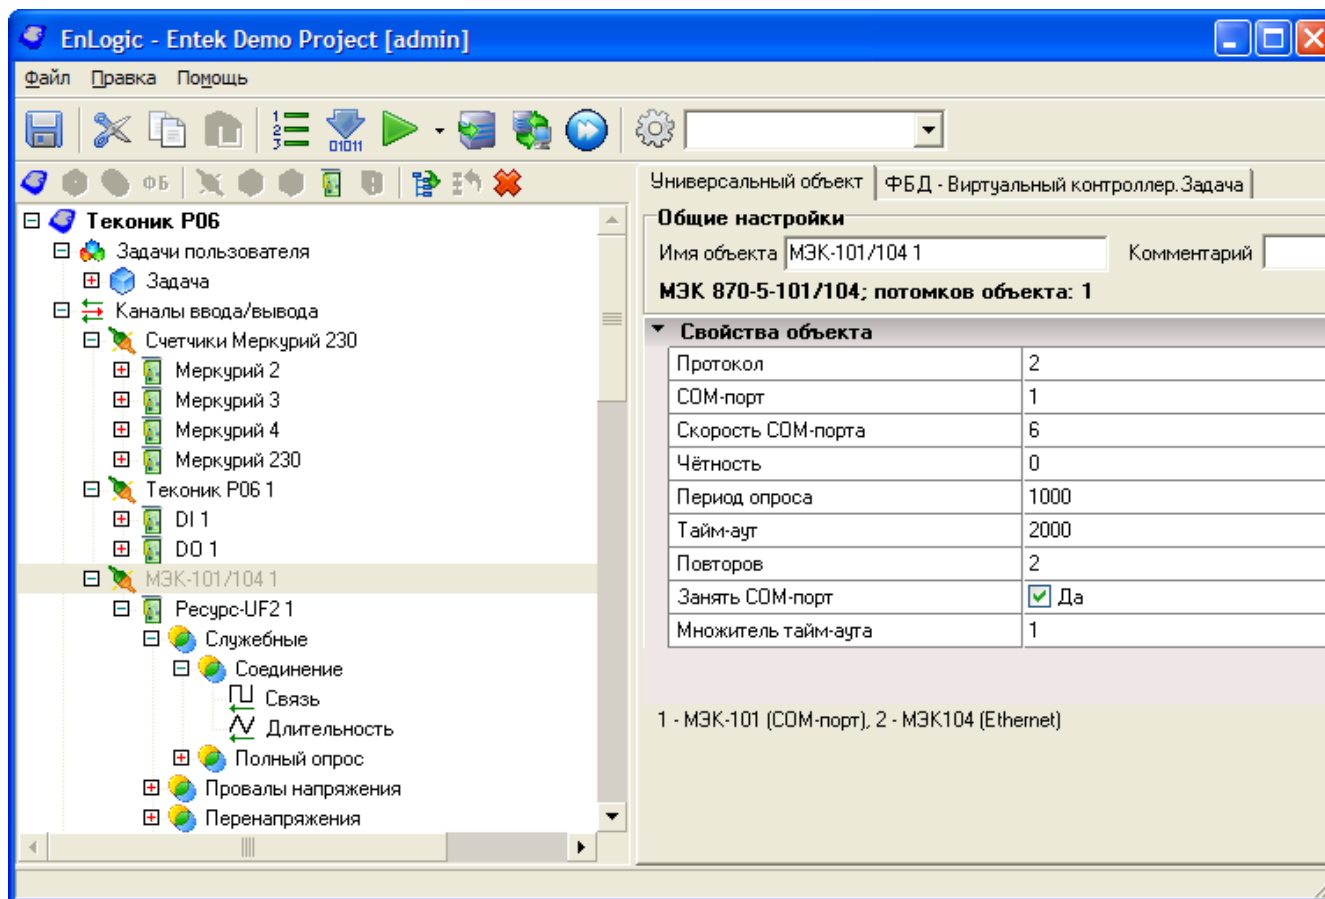 EnLogic - Entek Demo Project [admin]
Файл Правка Помощь
1
2
3
01011
ФБ
Универсальный объект
ФБД - Виртуальный контроллер.Задача
Теконик P06
Задачи пользователя
Задача
Каналы ввода/вывода
Счетчики Меркурий 230
Меркурий 2
Меркурий 3
Меркурий 4
Меркурий 230
Теконик P06 1
DI 1
DO 1
МЭК-101/104 1
Ресурс-UF2 1
Служебные
Соединение
Связь
Длительность
Полный опрос
Провалы напряжения
Перенапряжения
Общие настройки
Имя объекта МЭК-101/104 1 Комментарий
МЭК 870-5-101/104; потомков объекта: 1
Свойства объекта
Протокол 2
COM-порт 1
Скорость COM-порта 6
Чётность 0
Период опроса 1000
Тайм-аут 2000
Повторов 2
Занять COM-порт Да
Множитель тайм-аута 1
1 - МЭК-101 (COM-порт), 2 - МЭК104 (Ethernet)